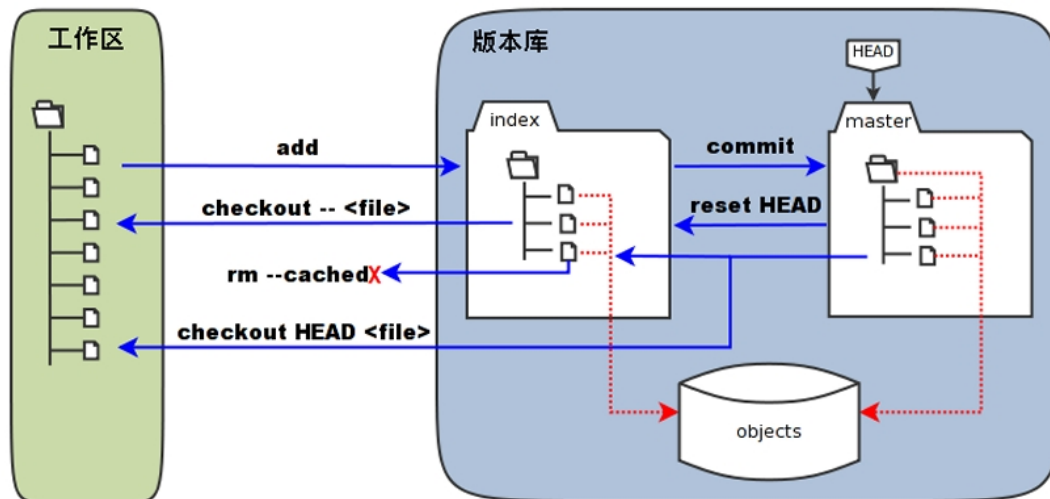 工作区
版本库
HEAD
index
master
add
commit
checkout -- <file>
reset HEAD
rm --cachedX
checkout HEAD <file>
objects